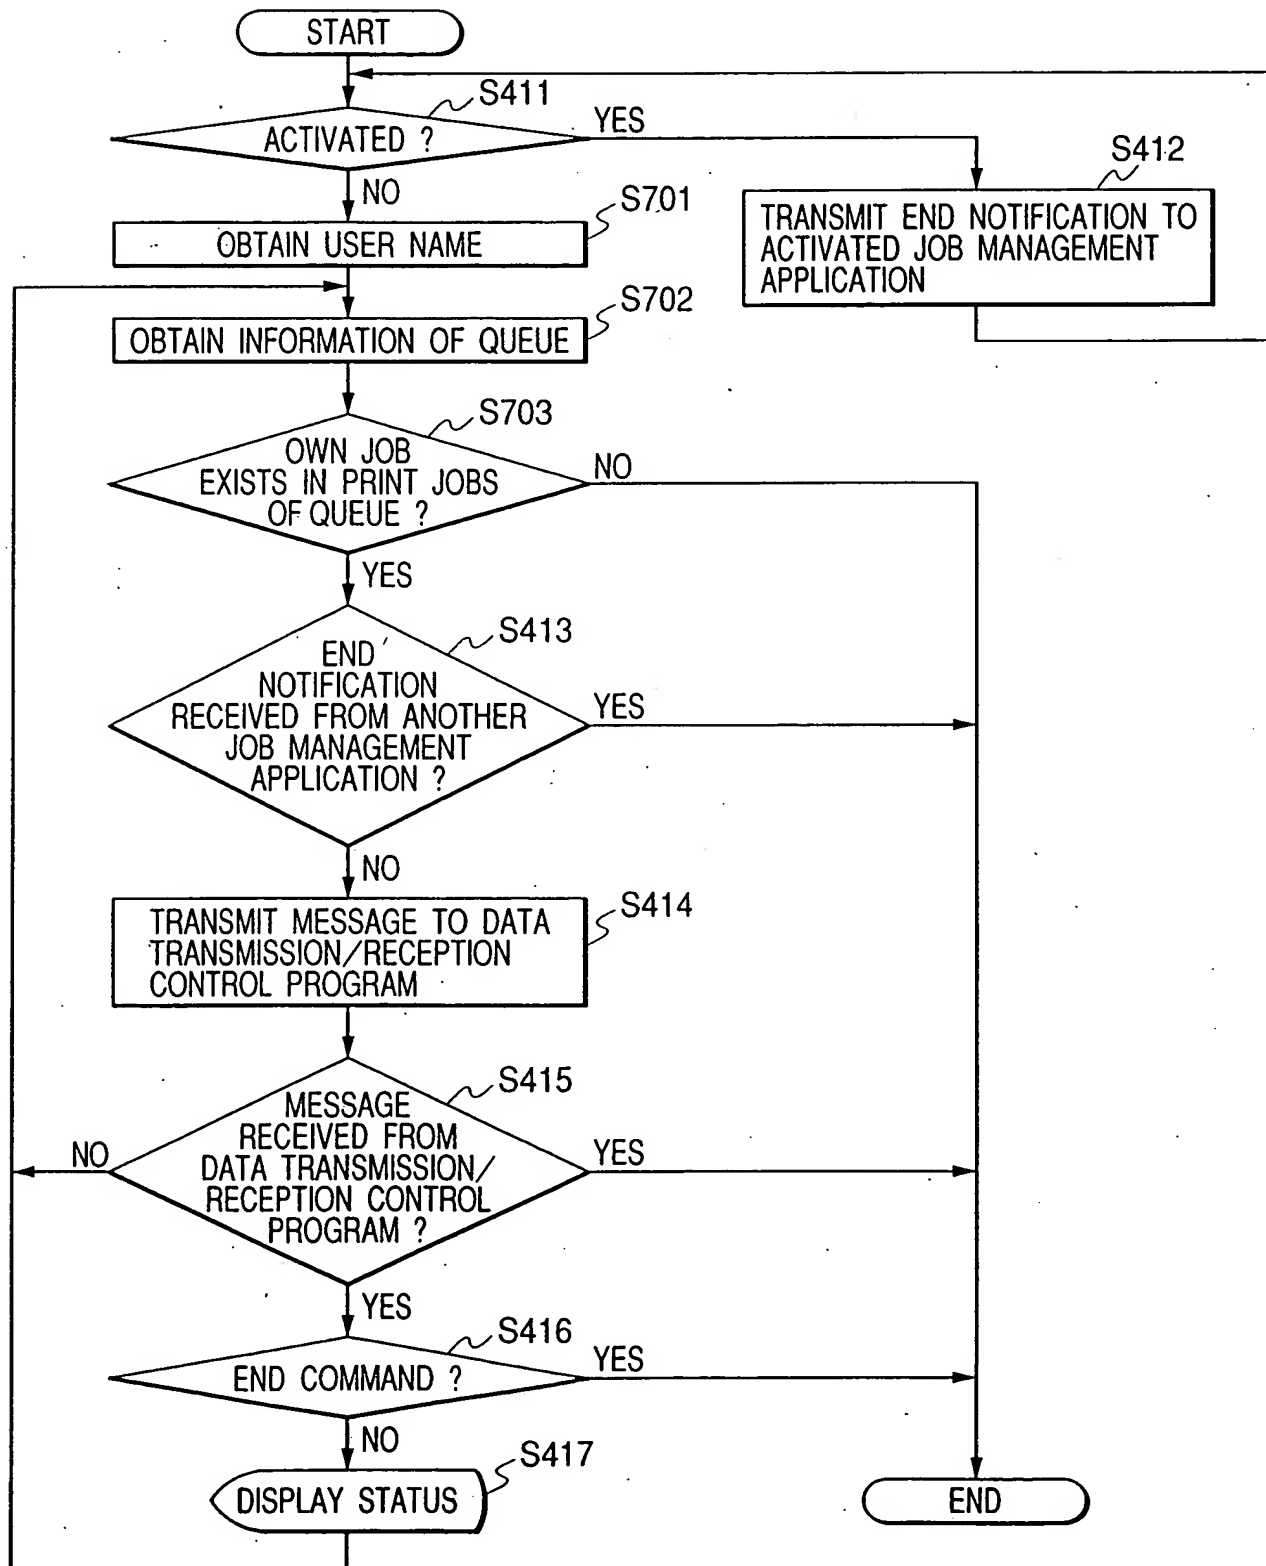 START
S411
ACTIVATED ?
YES
NO
S412
TRANSMIT END NOTIFICATION TO
ACTIVATED JOB MANAGEMENT
APPLICATION
S701
OBTAIN USER NAME
S702
OBTAIN INFORMATION OF QUEUE
S703
OWN JOB
EXISTS IN PRINT JOBS
OF QUEUE ?
NO
YES
S413
END
NOTIFICATION
RECEIVED FROM ANOTHER
JOB MANAGEMENT
APPLICATION ?
YES
NO
S414
TRANSMIT MESSAGE TO DATA
TRANSMISSION/RECEPTION
CONTROL PROGRAM
S415
MESSAGE
RECEIVED FROM
DATA TRANSMISSION/
RECEPTION CONTROL
PROGRAM ?
NO
YES
YES
S416
END COMMAND ?
YES
NO
S417
DISPLAY STATUS
END